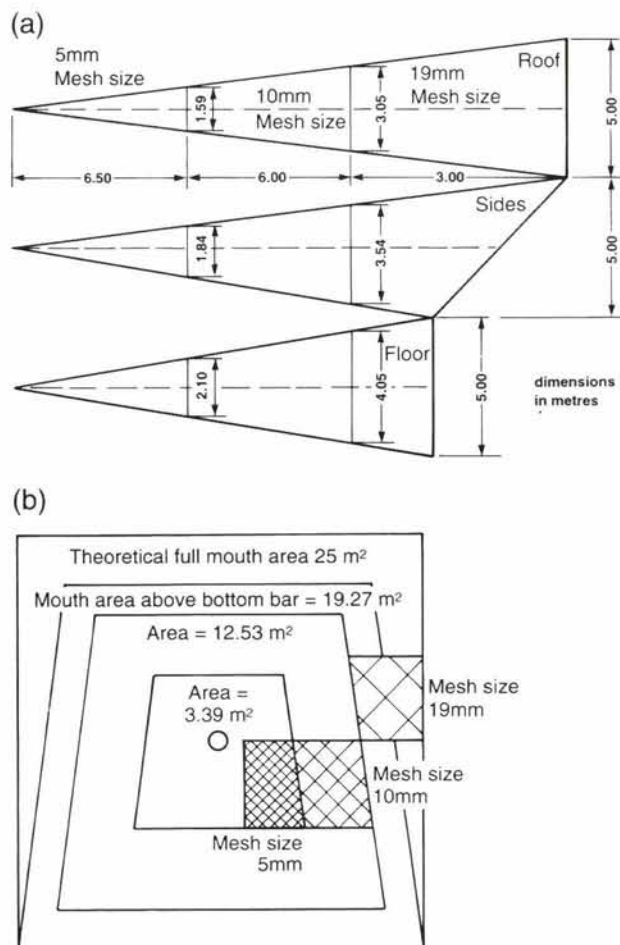 (a)
5mm
Mesh size
10mm
Mesh size
19mm
Mesh size
Roof
1.59
3.05
5.00
6.50
6.00
3.00
Sides
1.84
3.54
5.00
Floor
2.10
4.05
5.00
dimensions
in metres
(b)
Theoretical full mouth area 25 m²
Mouth area above bottom bar = 19.27 m²
Area = 12.53 m²
Area =
3.39 m²
Mesh size
19mm
Mesh size
10mm
Mesh size
5mm